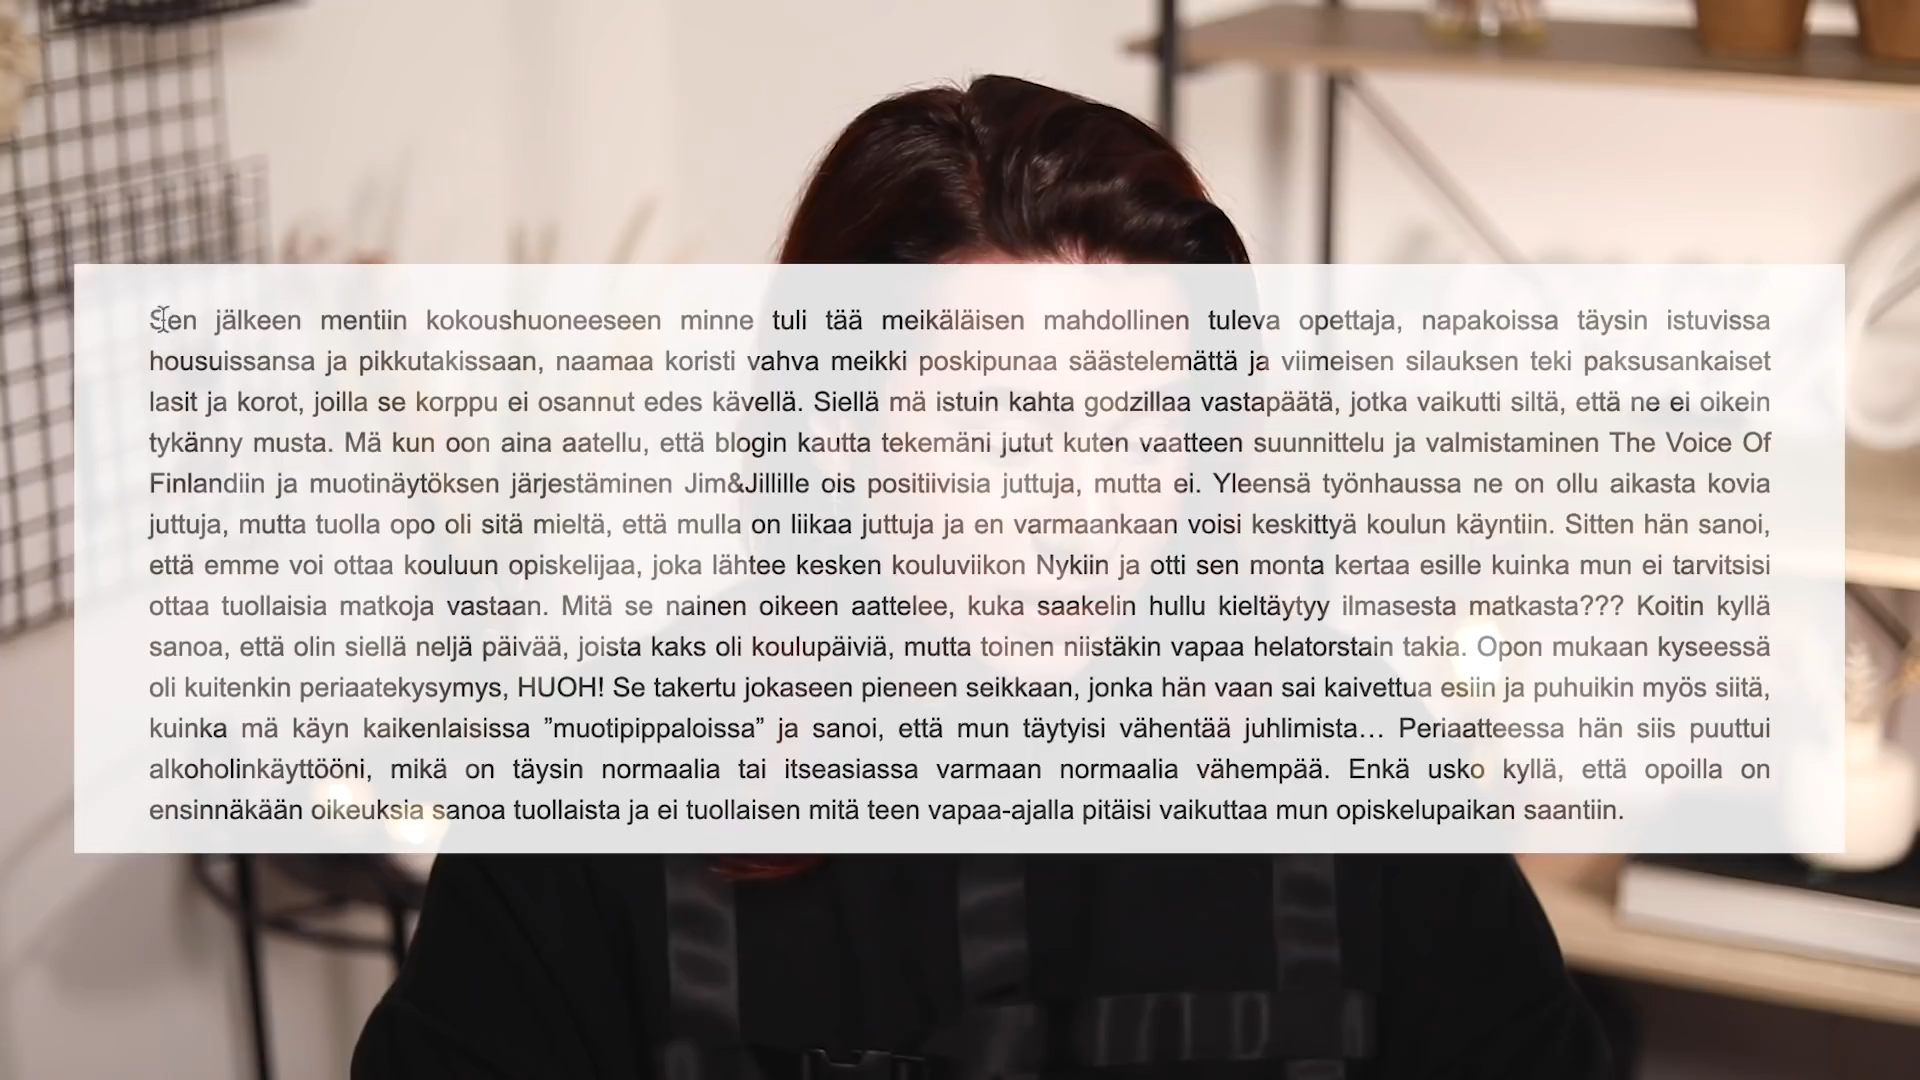 Sen jälkeen mentiin kokoushuoneeseen minne tuli tää meikäläisen mahdollinen tuleva opettaja, napakoissa täysin istuvissa
housuissansa ja pikkutakissaan, naamaa koristi vahva meikki poskipunaa säästelemättä ja viimeisen silauksen teki paksusankaiset
lasit ja korot, joilla se korppu ei osannut edes kävellä. Siellä mä istuin kahta godzillaa vastapäätä, jotka vaikutti siltä, että ne ei oikein
tykänny musta. Mä kun oon aina aatellu, että blogin kautta tekemäni jutut kuten vaatteen suunnittelu ja valmistaminen The Voice Of
Finlandiin ja muotinäytöksen järjestäminen Jim&Jillille ois positiivisia juttuja, mutta ei. Yleensä työnhaussa ne on ollu aikasta kovia
juttuja, mutta tuolla opo oli sitä mieltä, että mulla on liikaa juttuja ja en varmaankaan voisi keskittyä koulun käyntiin. Sitten hän sanoi,
että emme voi ottaa kouluun opiskelijaa, joka lähtee kesken kouluviikon Nykiin ja otti sen monta kertaa esille kuinka mun ei tarvitsisi
ottaa tuollaisia matkoja vastaan. Mitä se nainen oikeen aattelee, kuka saakelin hullu kieltäytyy ilmasesta matkasta??? Koitin kyllä
sanoa, että olin siellä neljä päivää, joista kaks oli koulupäiviä, mutta toinen niistäkin vapaa helatorstain takia. Opon mukaan kyseessä
oli kuitenkin periaatekysymys, HUOH! Se takertu jokaseen pieneen seikkaan, jonka hän vaan sai kaivettua esiin ja puhuikin myös siitä,
kuinka mä käyn kaikenlaisissa ”muotipippaloissa” ja sanoi, että mun täytyisi vähentää juhlimista… Periaatteessa hän siis puuttui
alkoholinkäyttööni, mikä on täysin normaalia tai itseasiassa varmaan normaalia vähempää. Enkä usko kyllä, että opoilla on
ensinnäkään oikeuksia sanoa tuollaista ja ei tuollaisen mitä teen vapaa-ajalla pitäisi vaikuttaa mun opiskelupaikan saantiin.